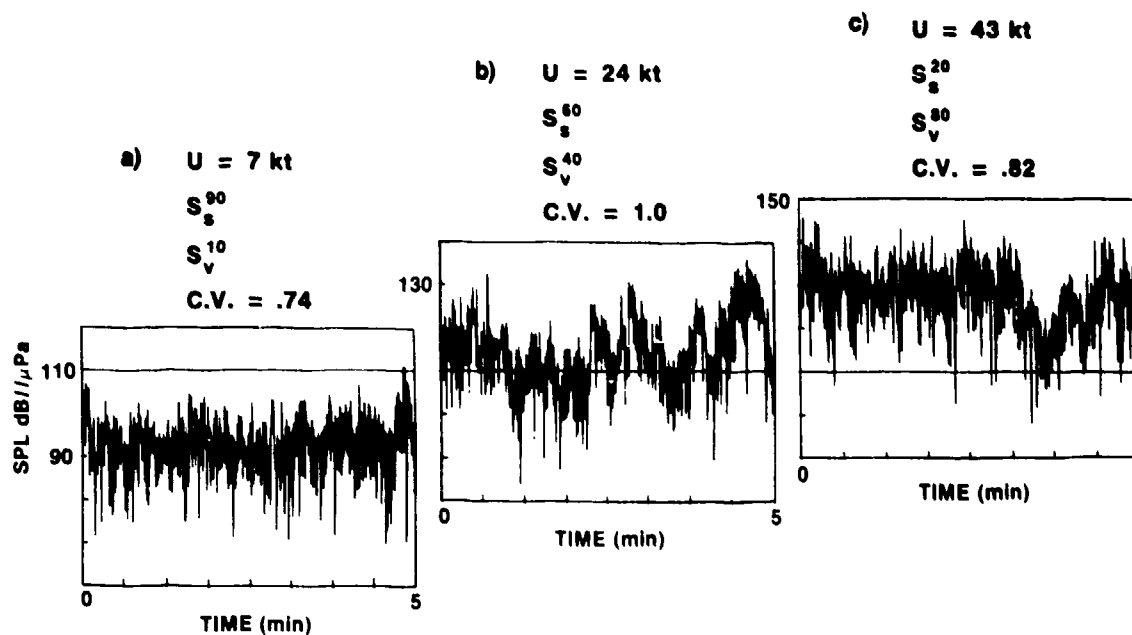 a) U = 7 kt
S_s^90
S_v^10
C.V. = .74
SPL dB//μPa
110
90
0
5
TIME (min)
b) U = 24 kt
S_s^60
S_v^40
C.V. = 1.0
130
0
5
TIME (min)
c) U = 43 kt
S_s^20
S_v^80
C.V. = .82
150
0
TIME (min)